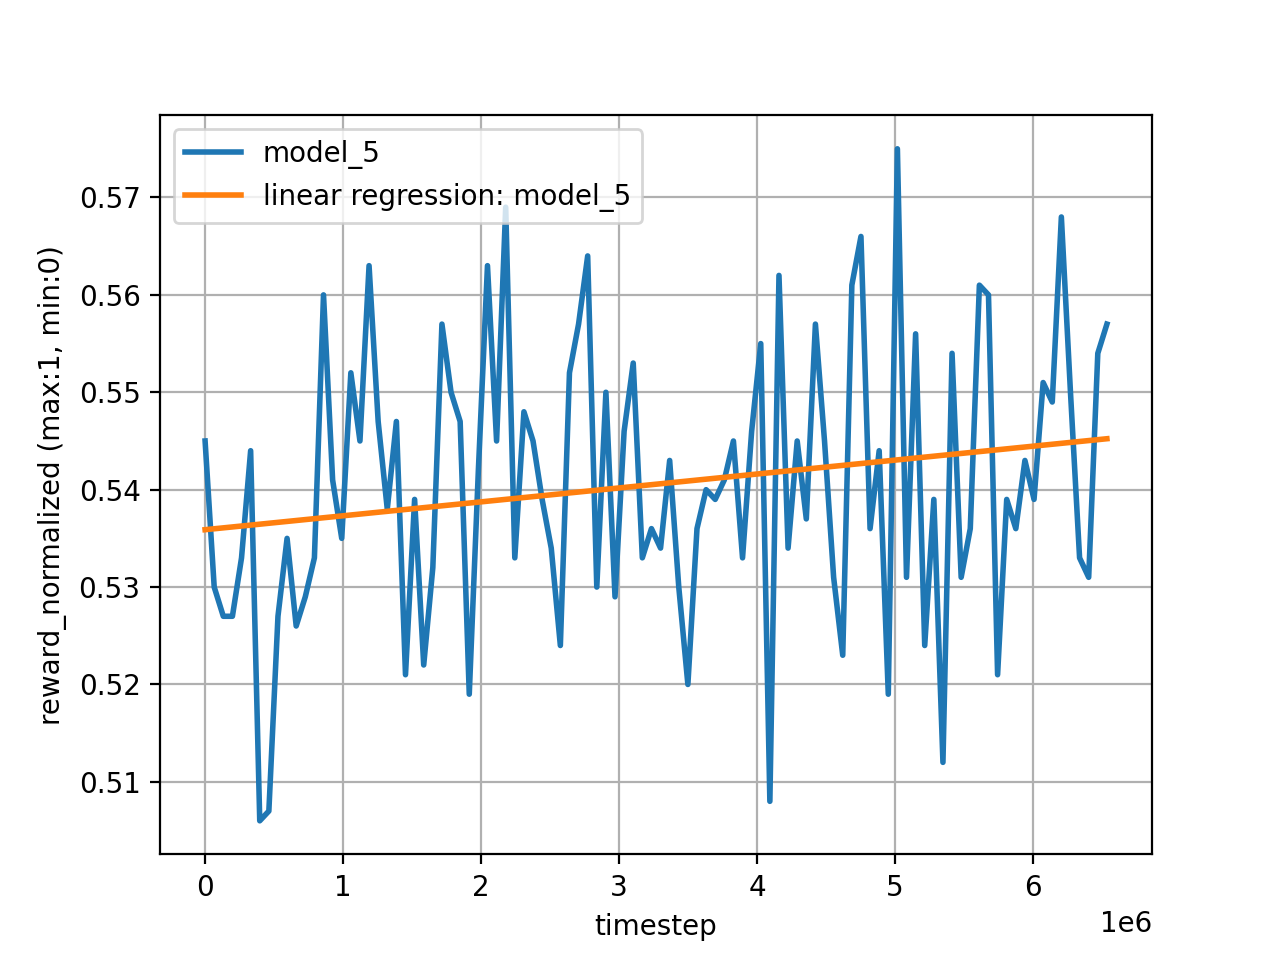 model_5
linear regression: model_5
reward_normalized (max:1, min:0)
0.57
0.56
0.55
0.54
0.53
0.52
0.51
0 1 2 3 4 5 6
timestep
1e6